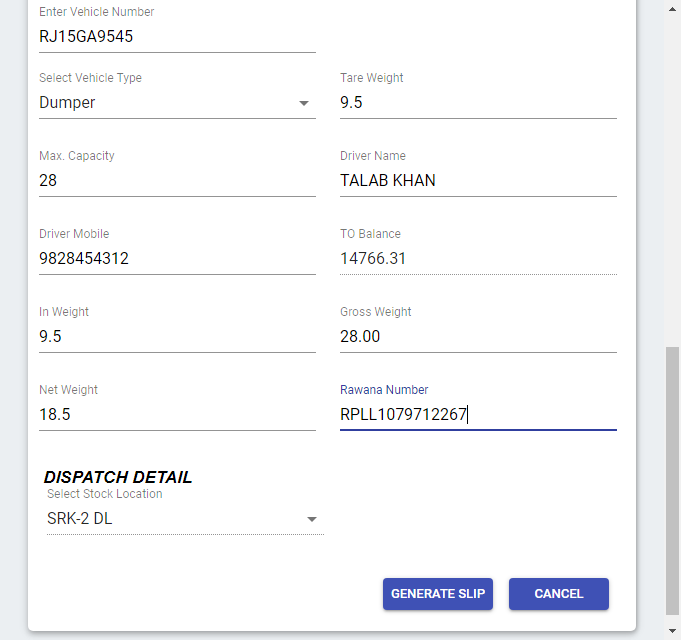 Enter Vehicle Number
RJ15GA9545
Select Vehicle Type
Dumper
Tare Weight
9.5
Max. Capacity
28
Driver Name
TALAB KHAN
Driver Mobile
9828454312
TO Balance
14766.31
In Weight
9.5
Gross Weight
28.00
Net Weight
18.5
Rawana Number
RPLL1079712267
DISPATCH DETAIL
Select Stock Location
SRK-2 DL
GENERATE SLIP
CANCEL